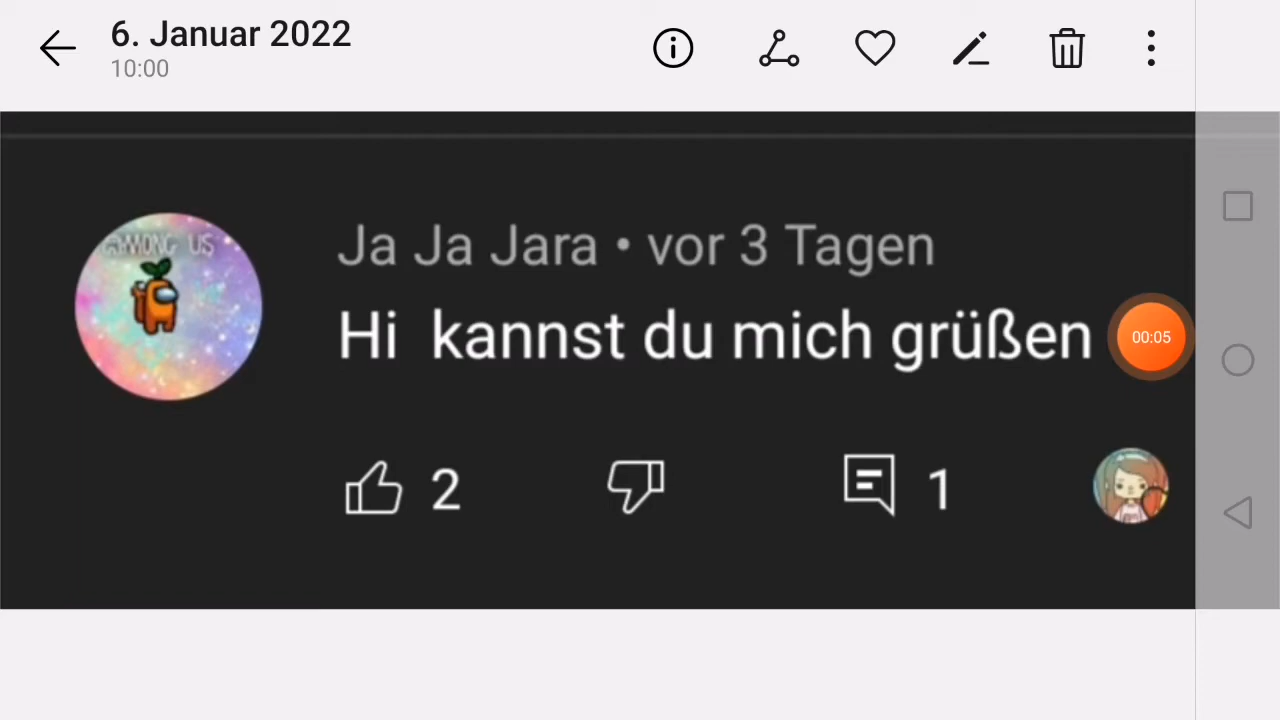 6. Januar 2022
10:00
AMONG US
Ja Ja Jara • vor 3 Tagen
Hi kannst du mich grüßen
00:05
2
1